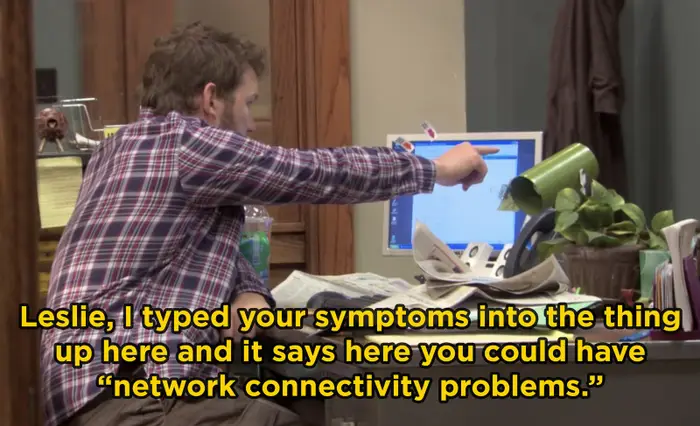 Leslie, I typed your symptoms into the thing
up here and it says here you could have
“network connectivity problems.”